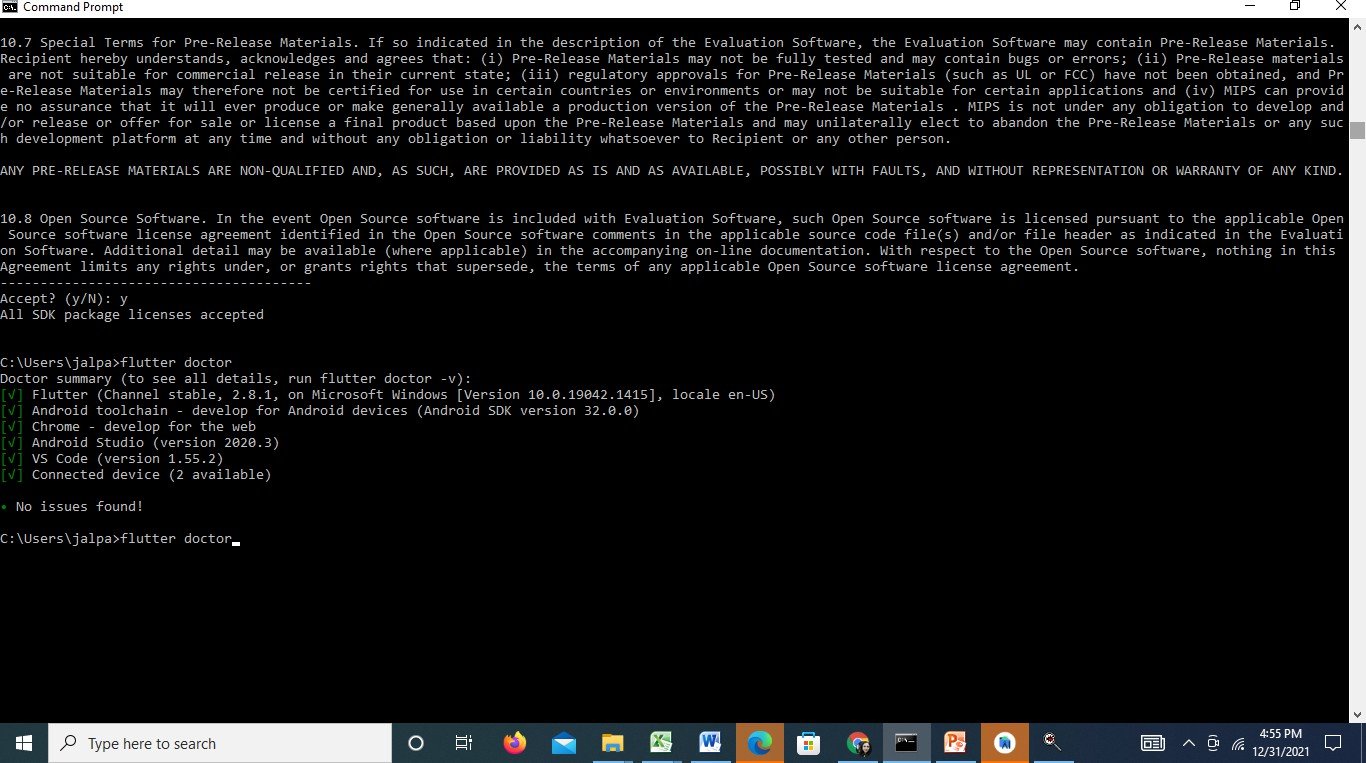 Command Prompt
10.7 Special Terms for Pre-Release Materials. If so indicated in the description of the Evaluation Software, the Evaluation Software may contain Pre-Release Materials.
Recipient hereby understands, acknowledges and agrees that: (i) Pre-Release Materials may not be fully tested and may contain bugs or errors; (ii) Pre-Release materials
are not suitable for commercial release in their current state; (iii) regulatory approvals for Pre-Release Materials (such as UL or FCC) have not been obtained, and Pr
e-Release Materials may therefore not be certified for use in certain countries or environments or may not be suitable for certain applications and (iv) MIPS can provid
e no assurance that it will ever produce or make generally available a production version of the Pre-Release Materials . MIPS is not under any obligation to develop and
/or release or offer for sale or license a final product based upon the Pre-Release Materials and may unilaterally elect to abandon the Pre-Release Materials or any suc
h development platform at any time and without any obligation or liability whatsoever to Recipient or any other person.
ANY PRE-RELEASE MATERIALS ARE NON-QUALIFIED AND, AS SUCH, ARE PROVIDED AS IS AND AS AVAILABLE, POSSIBLY WITH FAULTS, AND WITHOUT REPRESENTATION OR WARRANTY OF ANY KIND.
10.8 Open Source Software. In the event Open Source software is included with Evaluation Software, such Open Source software is licensed pursuant to the applicable Open
Source software license agreement identified in the Open Source software comments in the applicable source code file(s) and/or file header as indicated in the Evaluati
on Software. Additional detail may be available (where applicable) in the accompanying on-line documentation. With respect to the Open Source software, nothing in this
Agreement limits any rights under, or grants rights that supersede, the terms of any applicable Open Source software license agreement.
---------------------------------------
Accept? (y/N): y
All SDK package licenses accepted
C:\Users\jalpa>flutter doctor
Doctor summary (to see all details, run flutter doctor -v):
[√] Flutter (Channel stable, 2.8.1, on Microsoft Windows [Version 10.0.19042.1415], locale en-US)
[√] Android toolchain - develop for Android devices (Android SDK version 32.0.0)
[√] Chrome - develop for the web
[√] Android Studio (version 2020.3)
[√] VS Code (version 1.55.2)
[√] Connected device (2 available)
• No issues found!
C:\Users\jalpa>flutter doctor_
Type here to search
4:55 PM
12/31/2021